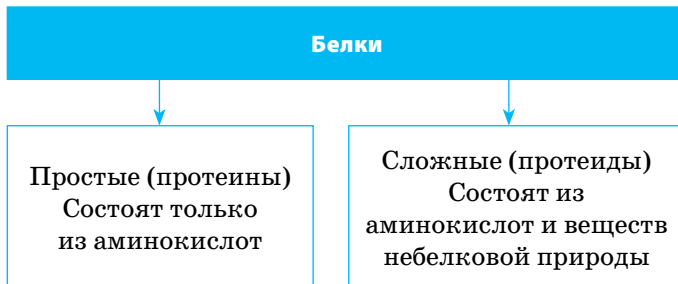 Белки
Простые (протеины)
Состоят только
из аминокислот
Сложные (протеиды)
Состоят из
аминокислот и веществ
небелковой природы